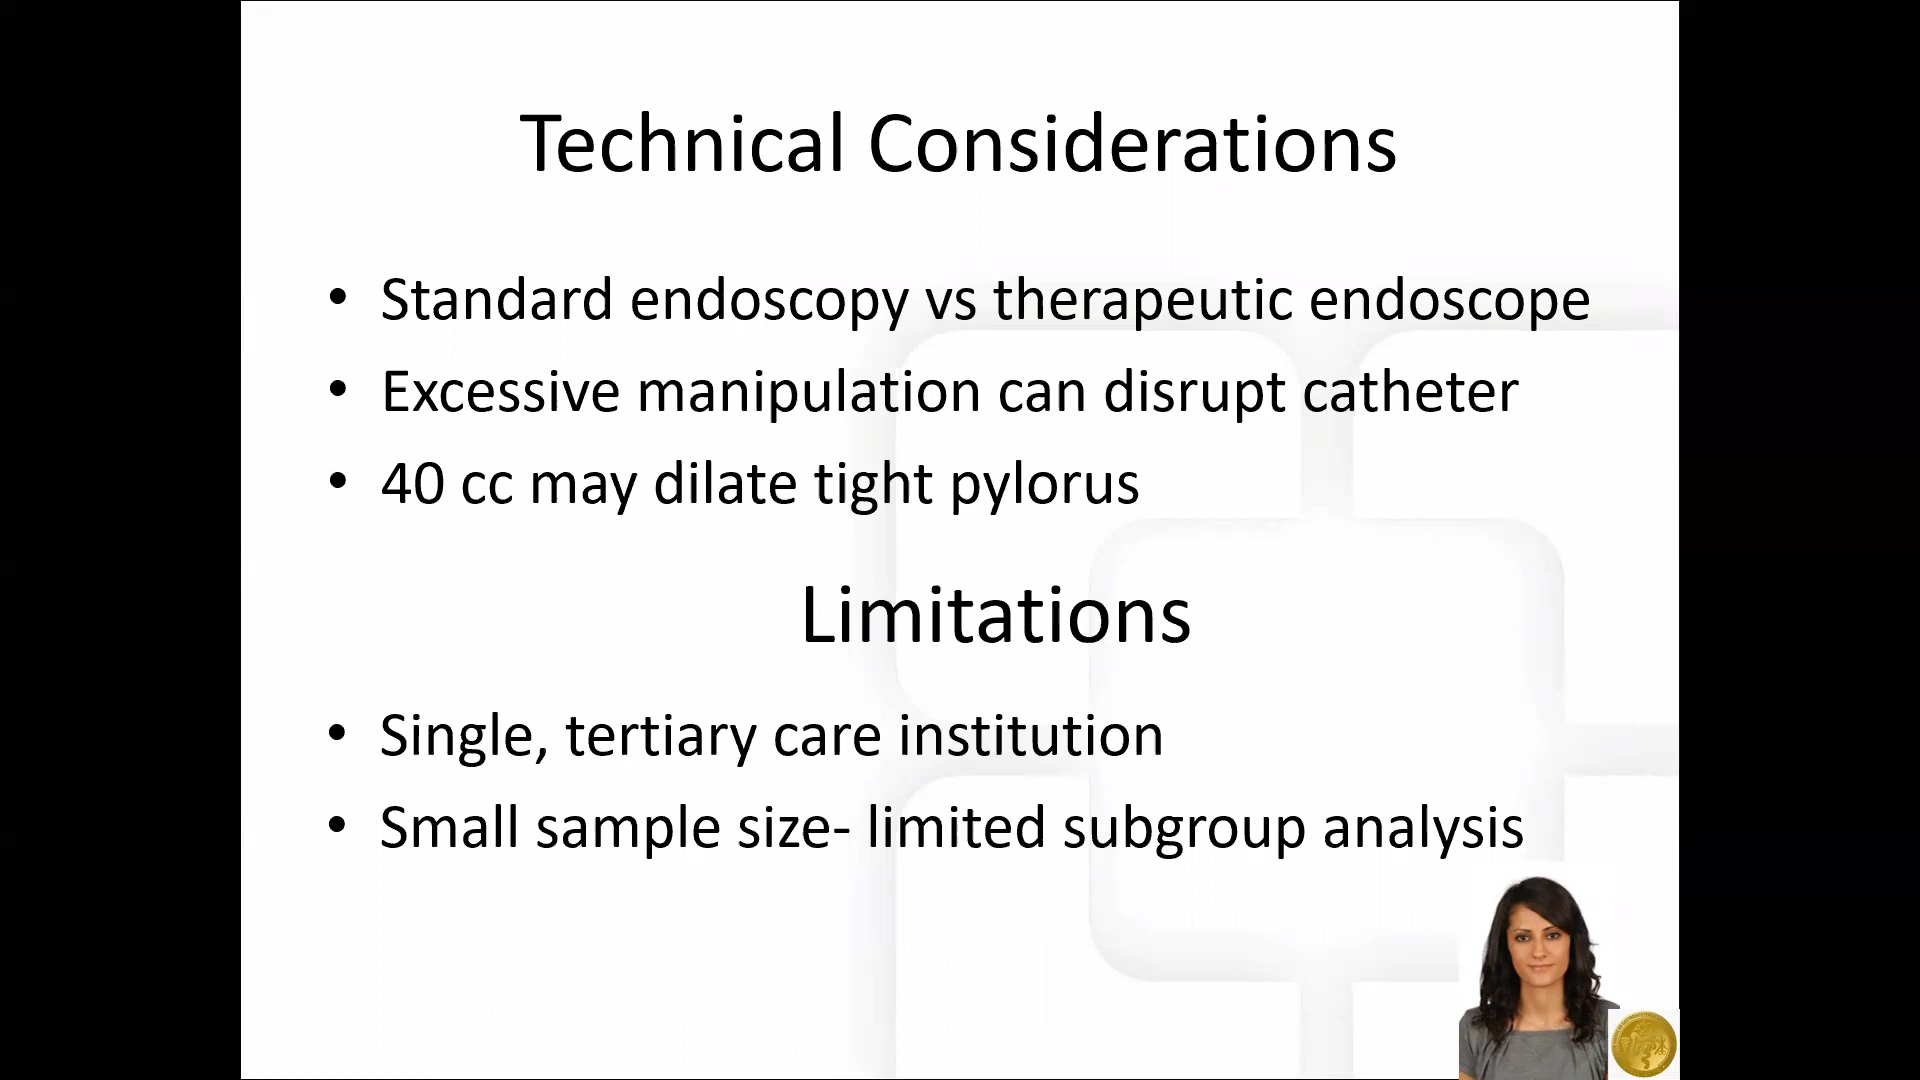 Technical Considerations
• Standard endoscopy vs therapeutic endoscope
• Excessive manipulation can disrupt catheter
• 40 cc may dilate tight pylorus
Limitations
• Single, tertiary care institution
• Small sample size- limited subgroup analysis